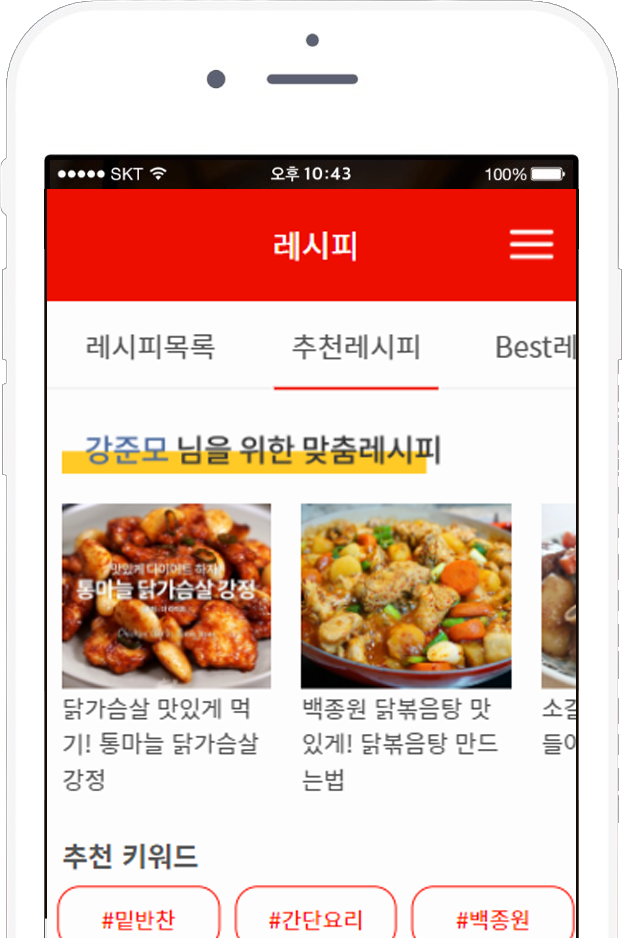 SKT 오후 10:43 100%
레시피
레시피목록 추천레시피 Best레
강준모 님을 위한 맞춤레시피
맛있게 다이어트 하자!
통마늘 닭가슴살 강정
닭가슴살 맛있게 먹
기! 통마늘 닭가슴살
강정
백종원 닭볶음탕 맛
있게! 닭볶음탕 만드
는법
소갈
들이
추천 키워드
#밑반찬 #간단요리 #백종원